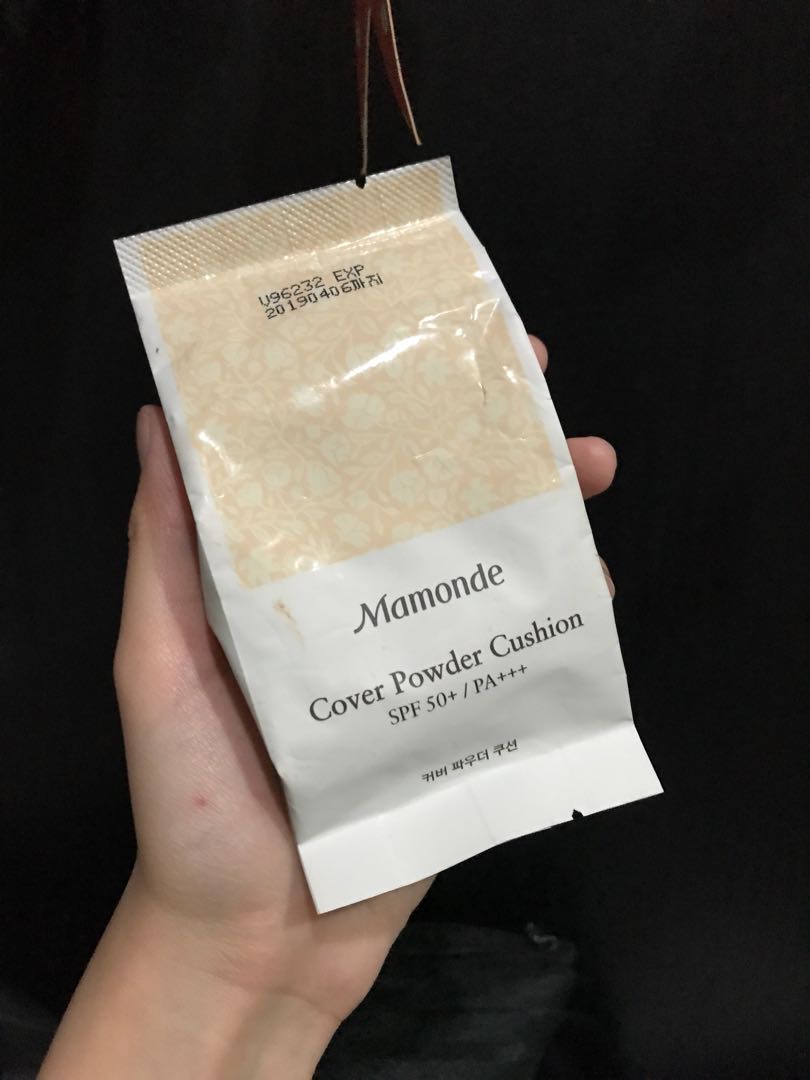 V96232 EXP
20190406까지
Mamonde
Cover Powder Cushion
SPF 50+ / PA+++
커버 파우더 쿠션